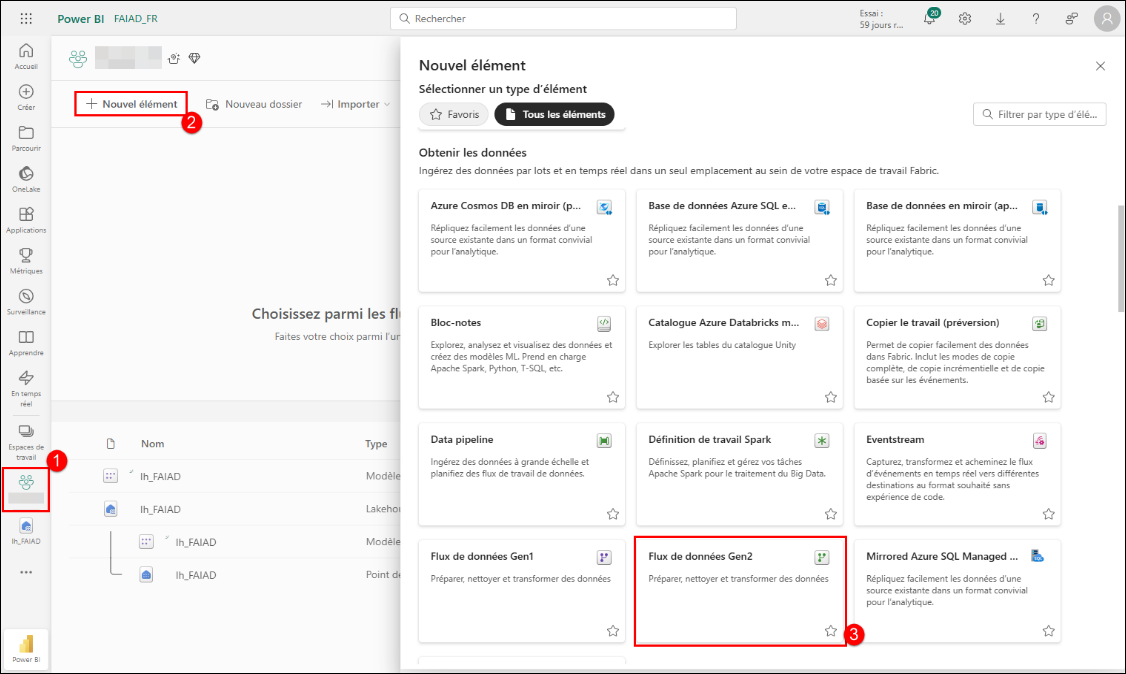 Power BI FAIAD_FR
Rechercher
Essai :
59 jours r...
20
Accueil
Créer
Parcourir
OneLake
Applications
Métriques
Surveillance
Apprendre
En temps
réel
Espaces de
travail
1
lh_FAIAD
Power BI
Nouvel élément
2
Nouveau dossier
Importer
Choisissez parmi les fl
Faites votre choix parmi l'un
Nom
Type
lh_FAIAD
Modèle
lh_FAIAD
Lakeho
lh_FAIAD
Modèle
lh_FAIAD
Point de
Nouvel élément
Sélectionner un type d'élément
Favoris
Tous les éléments
Filtrer par type d'élé...
Obtenir les données
Ingérez des données par lots et en temps réel dans un seul emplacement au sein de votre espace de travail Fabric.
Azure Cosmos DB en miroir (p...
Répliquez facilement les données d'une
source existante dans un format convivial
pour l'analytique.
Base de données Azure SQL e...
Répliquez facilement les données d'une
source existante dans un format convivial
pour l'analytique.
Base de données en miroir (ap...
Répliquez facilement les données d'une
source existante dans un format convivial
pour l'analytique.
Bloc-notes
Explorez, analysez et visualisez des données et
créez des modèles ML. Prend en charge
Apache Spark, Python, T-SQL, etc.
Catalogue Azure Databricks m...
Explorer les tables du catalogue Unity
Copier le travail (préversion)
Permet de copier facilement des données
dans Fabric. Inclut les modes de copie
complète, de copie incrémentielle et de copie
basée sur les événements.
Data pipeline
Ingérez des données à grande échelle et
planifiez des flux de travail de données.
Définition de travail Spark
Définissez, planifiez et gérez vos tâches
Apache Spark pour le traitement du Big Data.
Eventstream
Capturez, transformez et acheminez le flux
d'événements en temps réel vers différentes
destinations au format souhaité sans
expérience de code.
Flux de données Gen1
Préparer, nettoyer et transformer des données
Flux de données Gen2
Préparer, nettoyer et transformer des données
3
Mirrored Azure SQL Managed ...
Répliquez facilement les données d'une
source existante dans un format convivial
pour l'analytique.